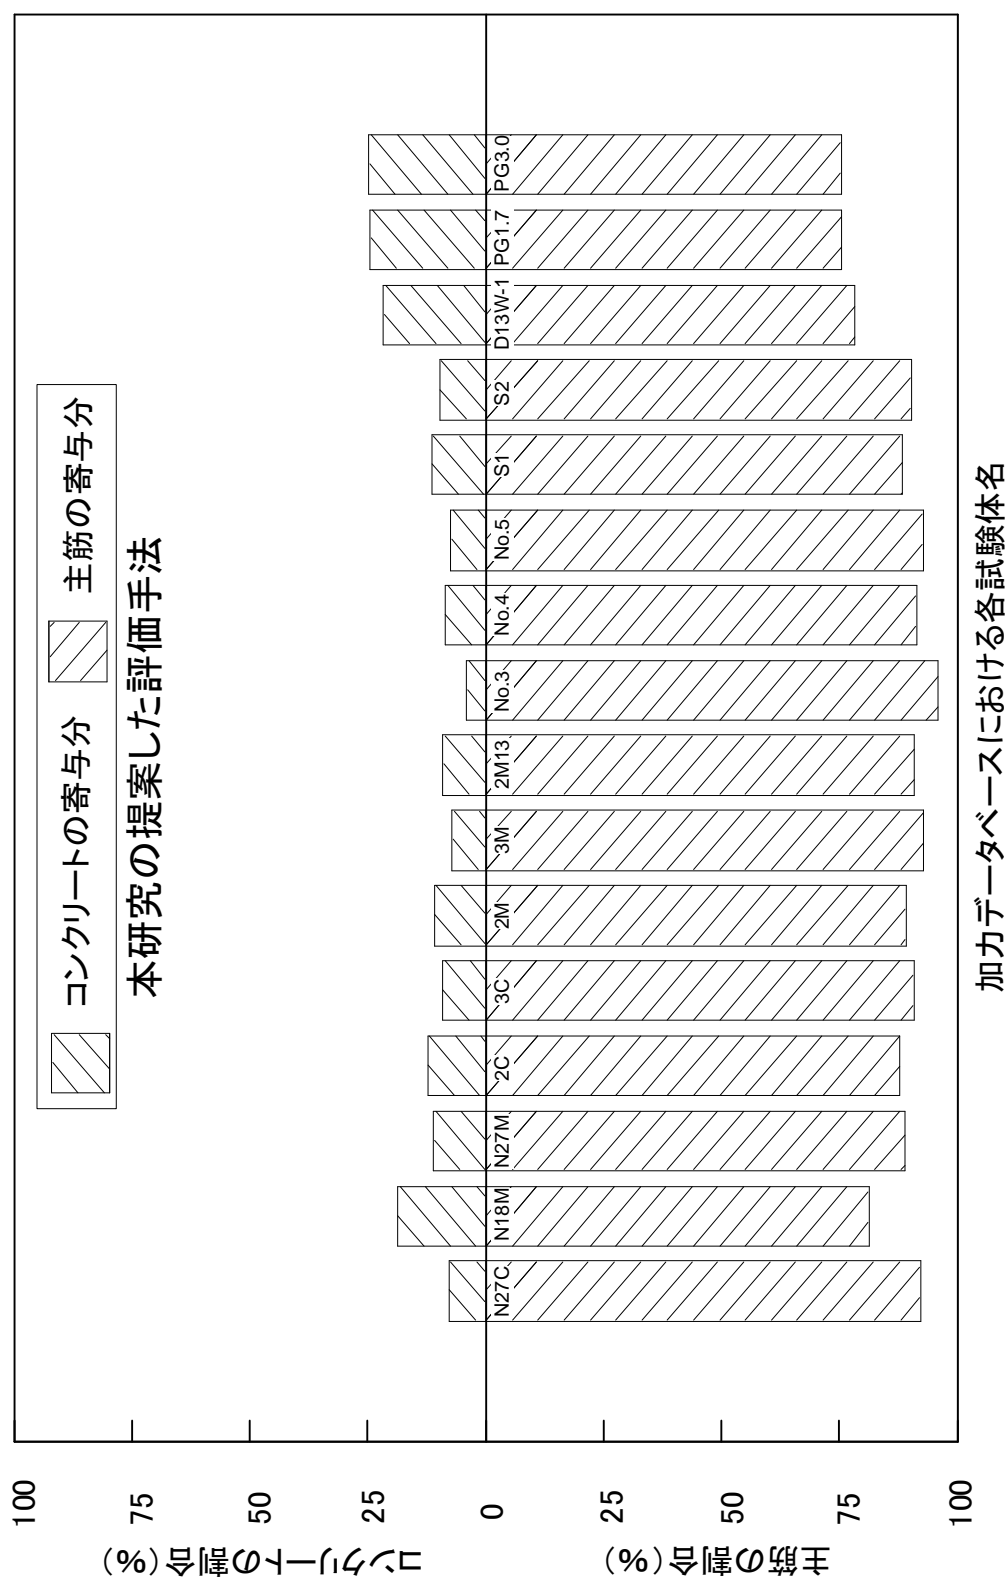 コンクリートの寄与分 主筋の寄与分
本研究の提案した評価手法
コンクリートの割合(%)
主筋の割合(%)
100
75
50
25
0
25
50
75
100
N27C
N18M
N27M
2C
3C
2M
3M
2M13
No.3
No.4
No.5
S1
S2
D13W-1
PG1.7
PG3.0
加力データベースにおける各試験体名